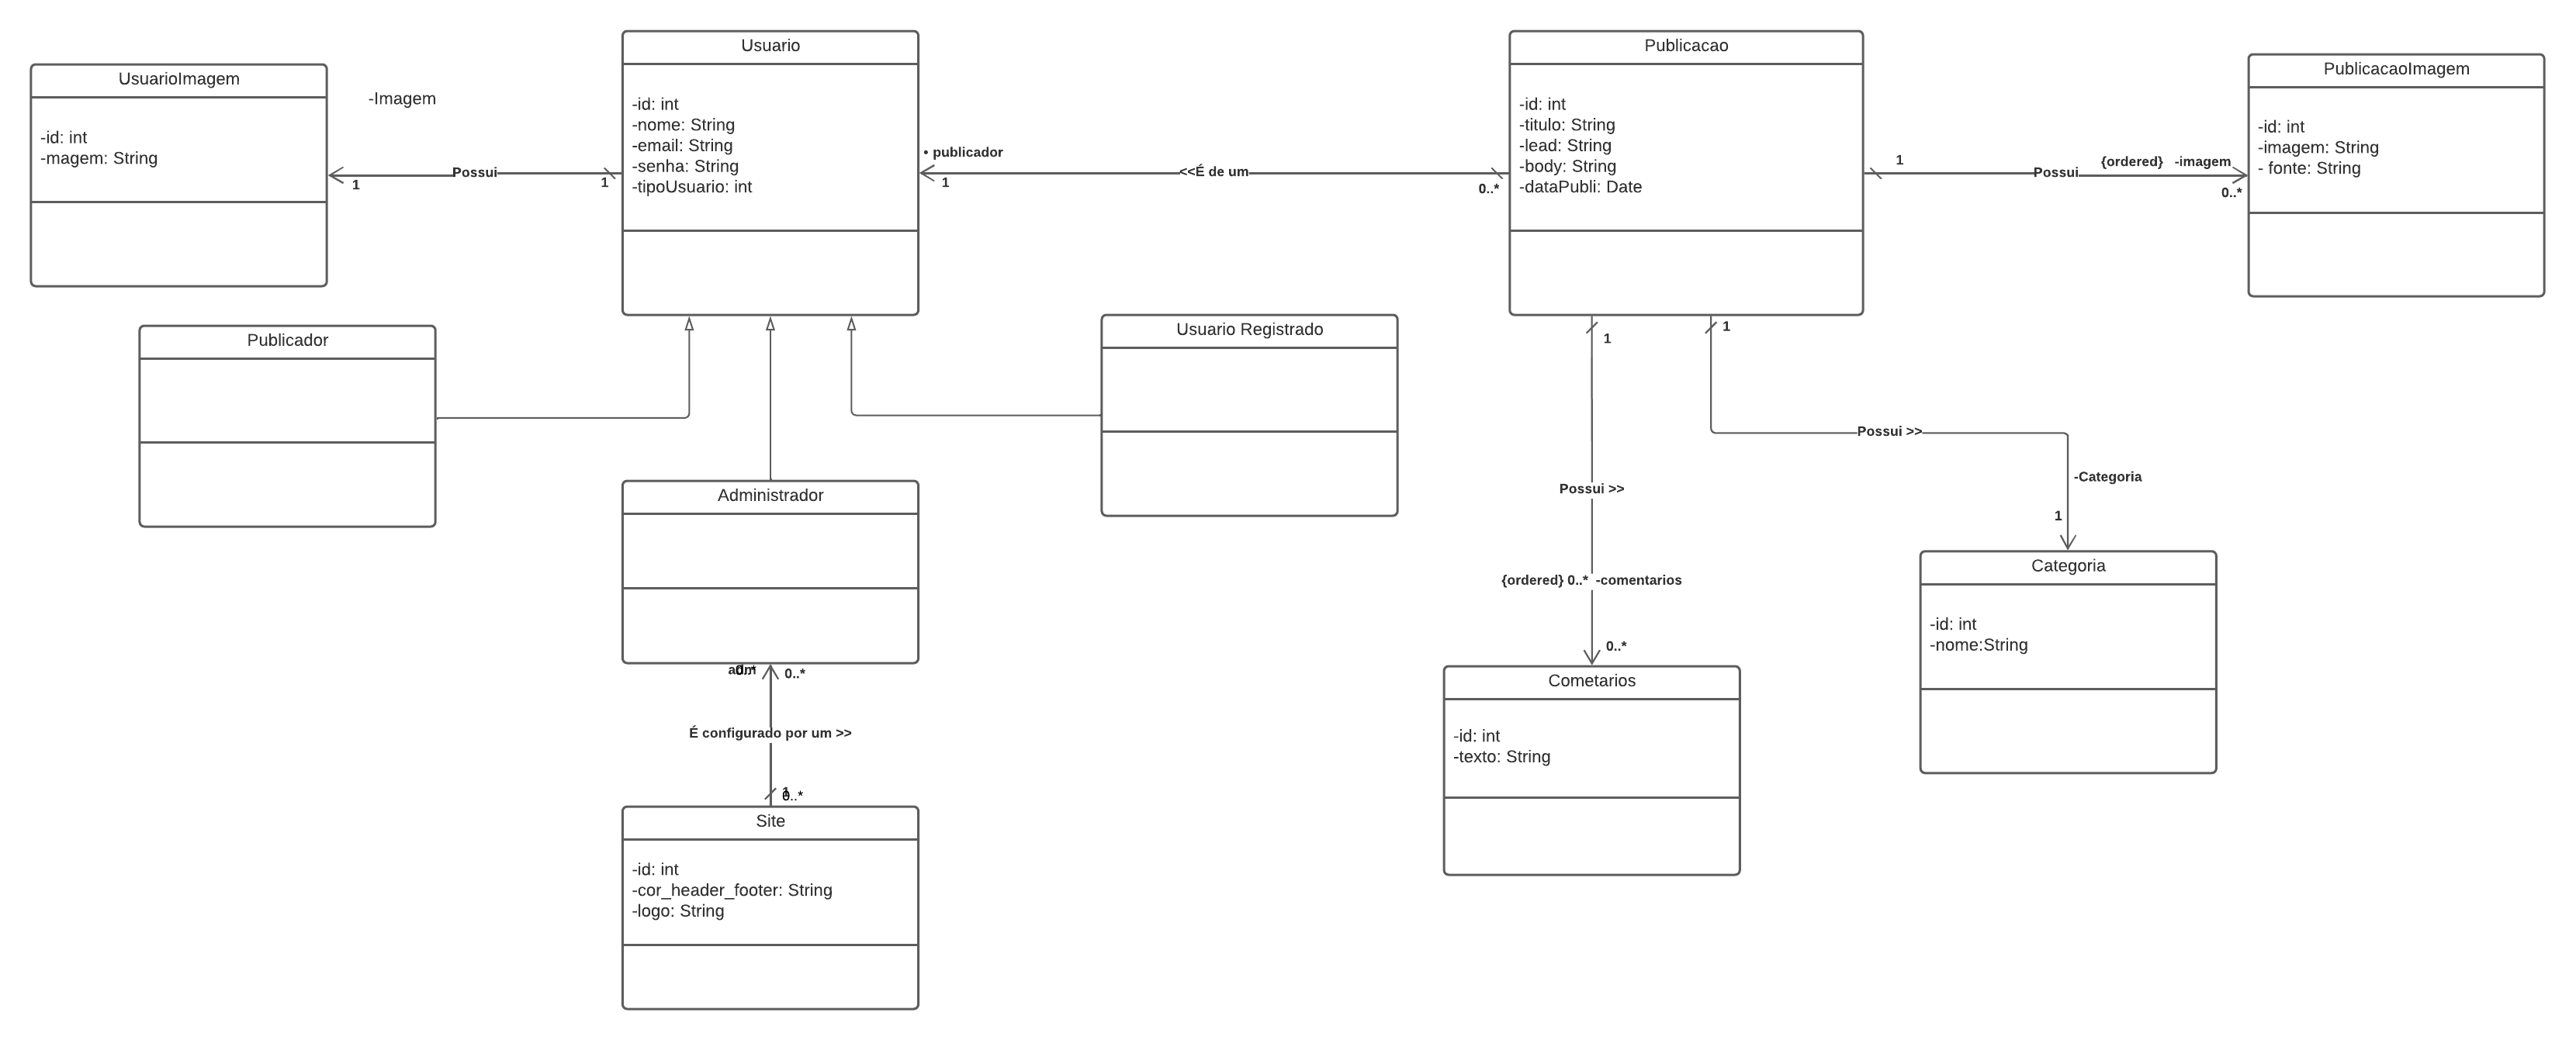 UsuarioImagem
-id: int
-magem: String
-Imagem
1
Possui
1
Usuario
-id: int
-nome: String
-email: String
-senha: String
-tipoUsuario: int
• publicador
1
<<É de um
0..*
Publicacao
-id: int
-titulo: String
-lead: String
-body: String
-dataPubli: Date
1
Possui
{ordered} -imagem
0..*
PublicacaoImagem
-id: int
-imagem: String
- fonte: String
Publicador
Usuario Registrado
1
1
Possui >>
-Categoria
1
Possui >>
{ordered} 0..* -comentarios
0..*
Administrador
adm
0..*
0..*
É configurado por um >>
1
0..*
Site
-id: int
-cor_header_footer: String
-logo: String
Cometarios
-id: int
-texto: String
Categoria
-id: int
-nome:String